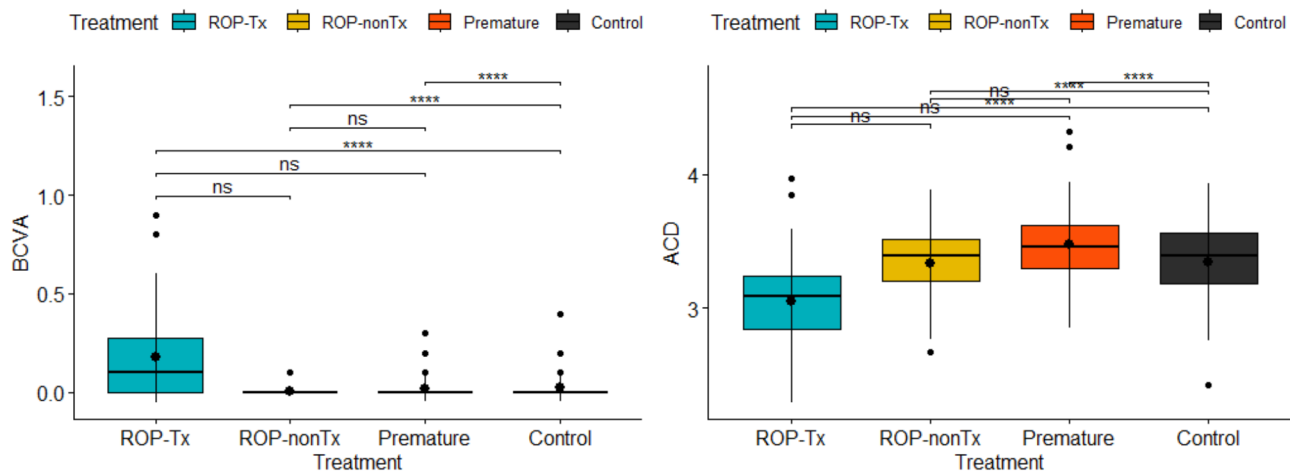 Treatment ROP-Tx ROP-nonTx Premature Control
1.5
1.0
0.5
0.0
BCVA
****
****
ns
****
ns
ns
ROP-Tx ROP-nonTx Premature Control
Treatment
Treatment ROP-Tx ROP-nonTx Premature Control
4
3
ACD
****
****
ns
****
ns
ns
ROP-Tx ROP-nonTx Premature Control
Treatment